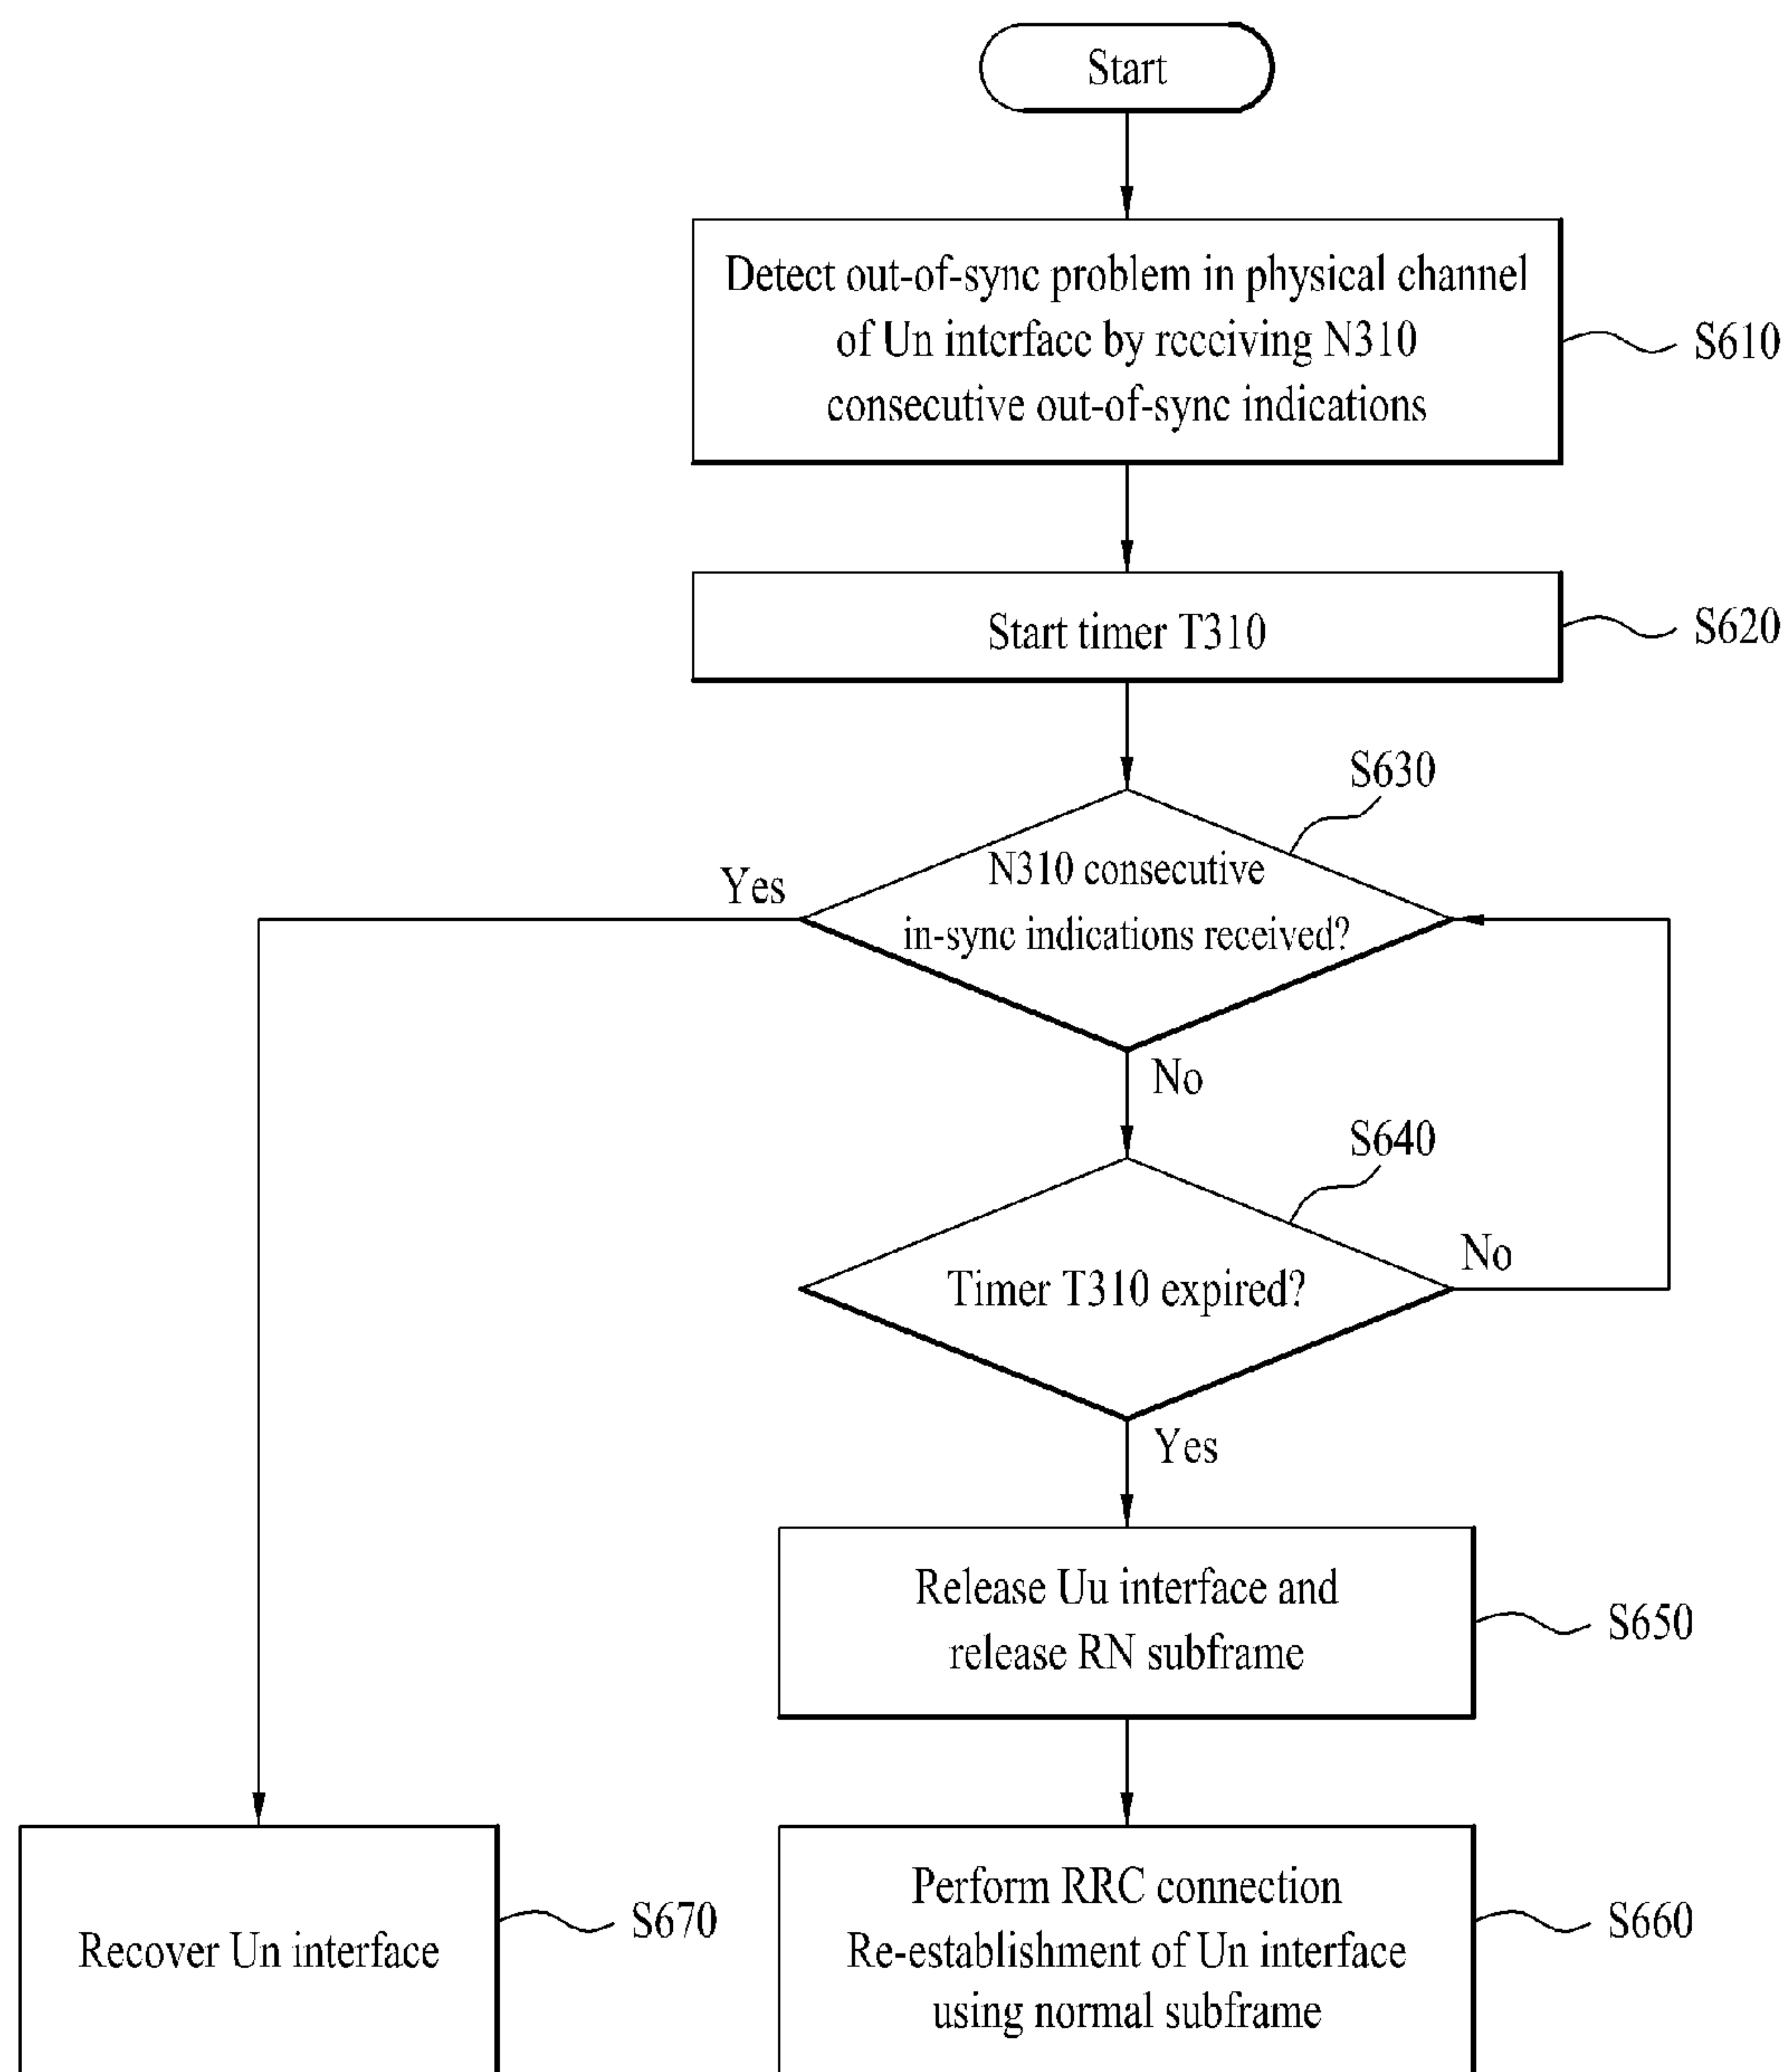 Start
Detect out-of-sync problem in physical channel
of Un interface by receiving N310
consecutive out-of-sync indications
S610
Start timer T310
S620
S630
N310 consecutive
in-sync indications received?
Yes
No
S640
Timer T310 expired?
No
Yes
Release Uu interface and
release RN subframe
S650
Recover Un interface
S670
Perform RRC connection
Re-establishment of Un interface
using normal subframe
S660